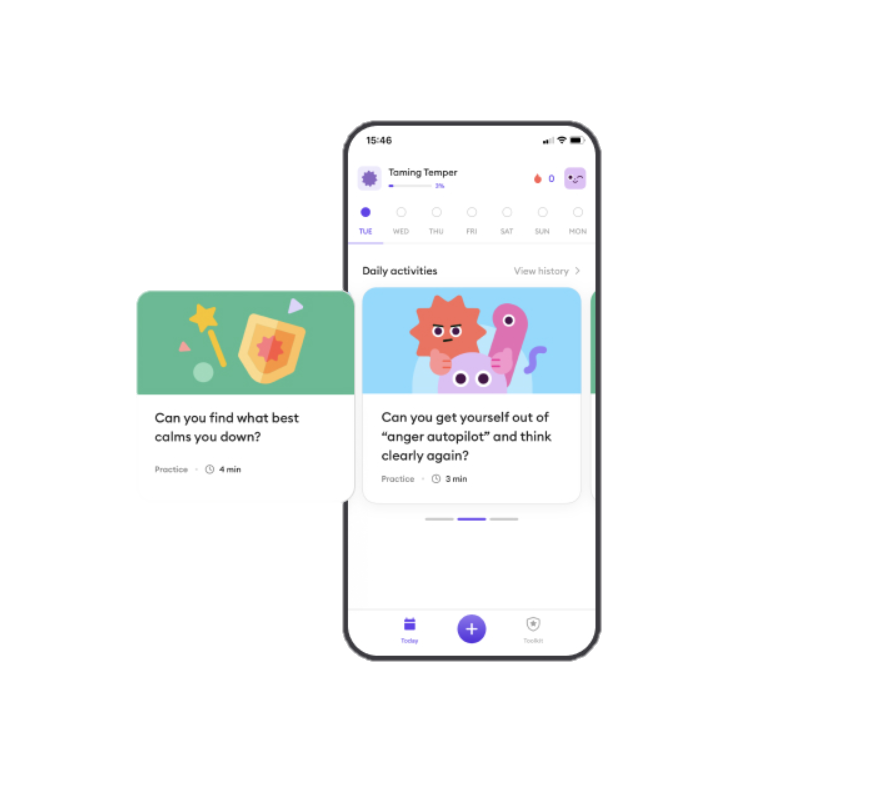 15:46
Taming Temper
3%
0
TUE WED THU FRI SAT SUN MON
Daily activities
View history
Can you find what best
calms you down?
Practice · 4 min
Can you get yourself out of
“anger autopilot” and think
clearly again?
Practice · 3 min
Today
Toolkit